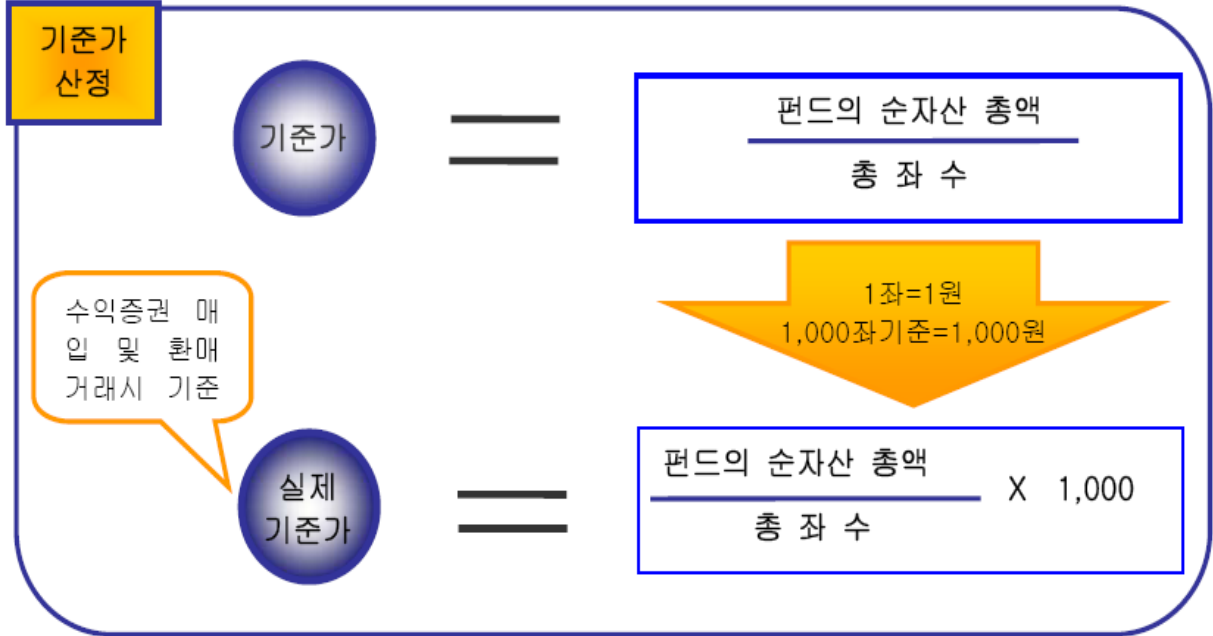 기준가
산정
기준가
=
펀드의 순자산 총액
총 좌 수
1좌=1원
1,000좌기준=1,000원
수익증권 매
입 및 환매
거래시 기준
실제
기준가
=
펀드의 순자산 총액
총 좌 수
X 1,000